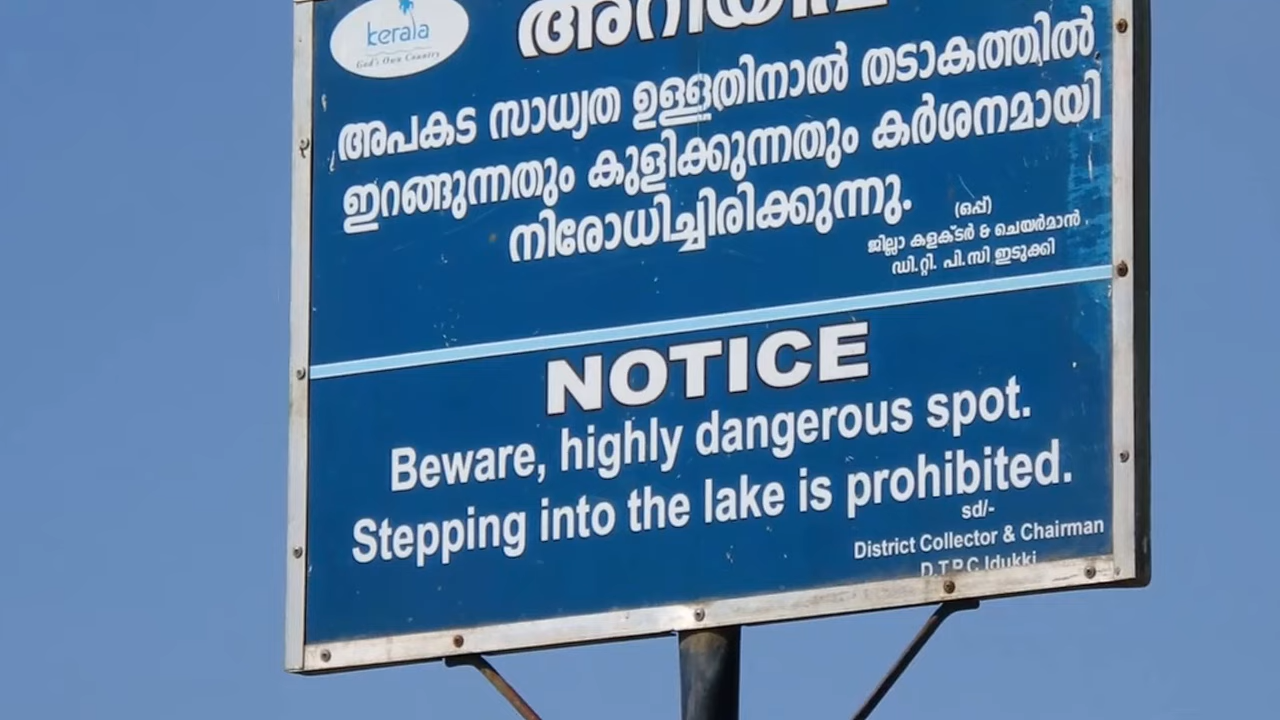 kerala
God's Own Country
അറിയിപ്പ്
അപകട സാധ്യത ഉള്ളതിനാൽ തടാകത്തിൽ
ഇറങ്ങുന്നതും കുളിക്കുന്നതും കർശനമായി
നിരോധിച്ചിരിക്കുന്നു.
(ഒപ്പ്)
ജില്ലാ കളക്ടർ & ചെയർമാൻ
ഡി.റ്റി. പി.സി ഇടുക്കി
NOTICE
Beware, highly dangerous spot.
Stepping into the lake is prohibited.
sd/-
District Collector & Chairman
D.T.P.C Idukki